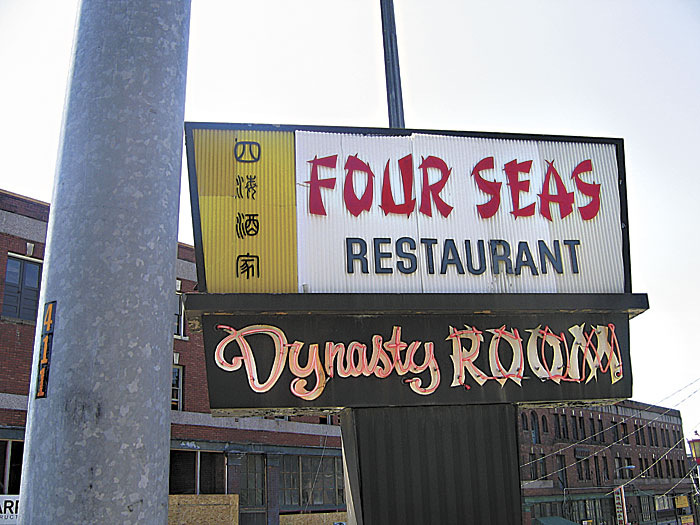 四海酒家
FOUR SEAS
RESTAURANT
Dynasty ROOM
411